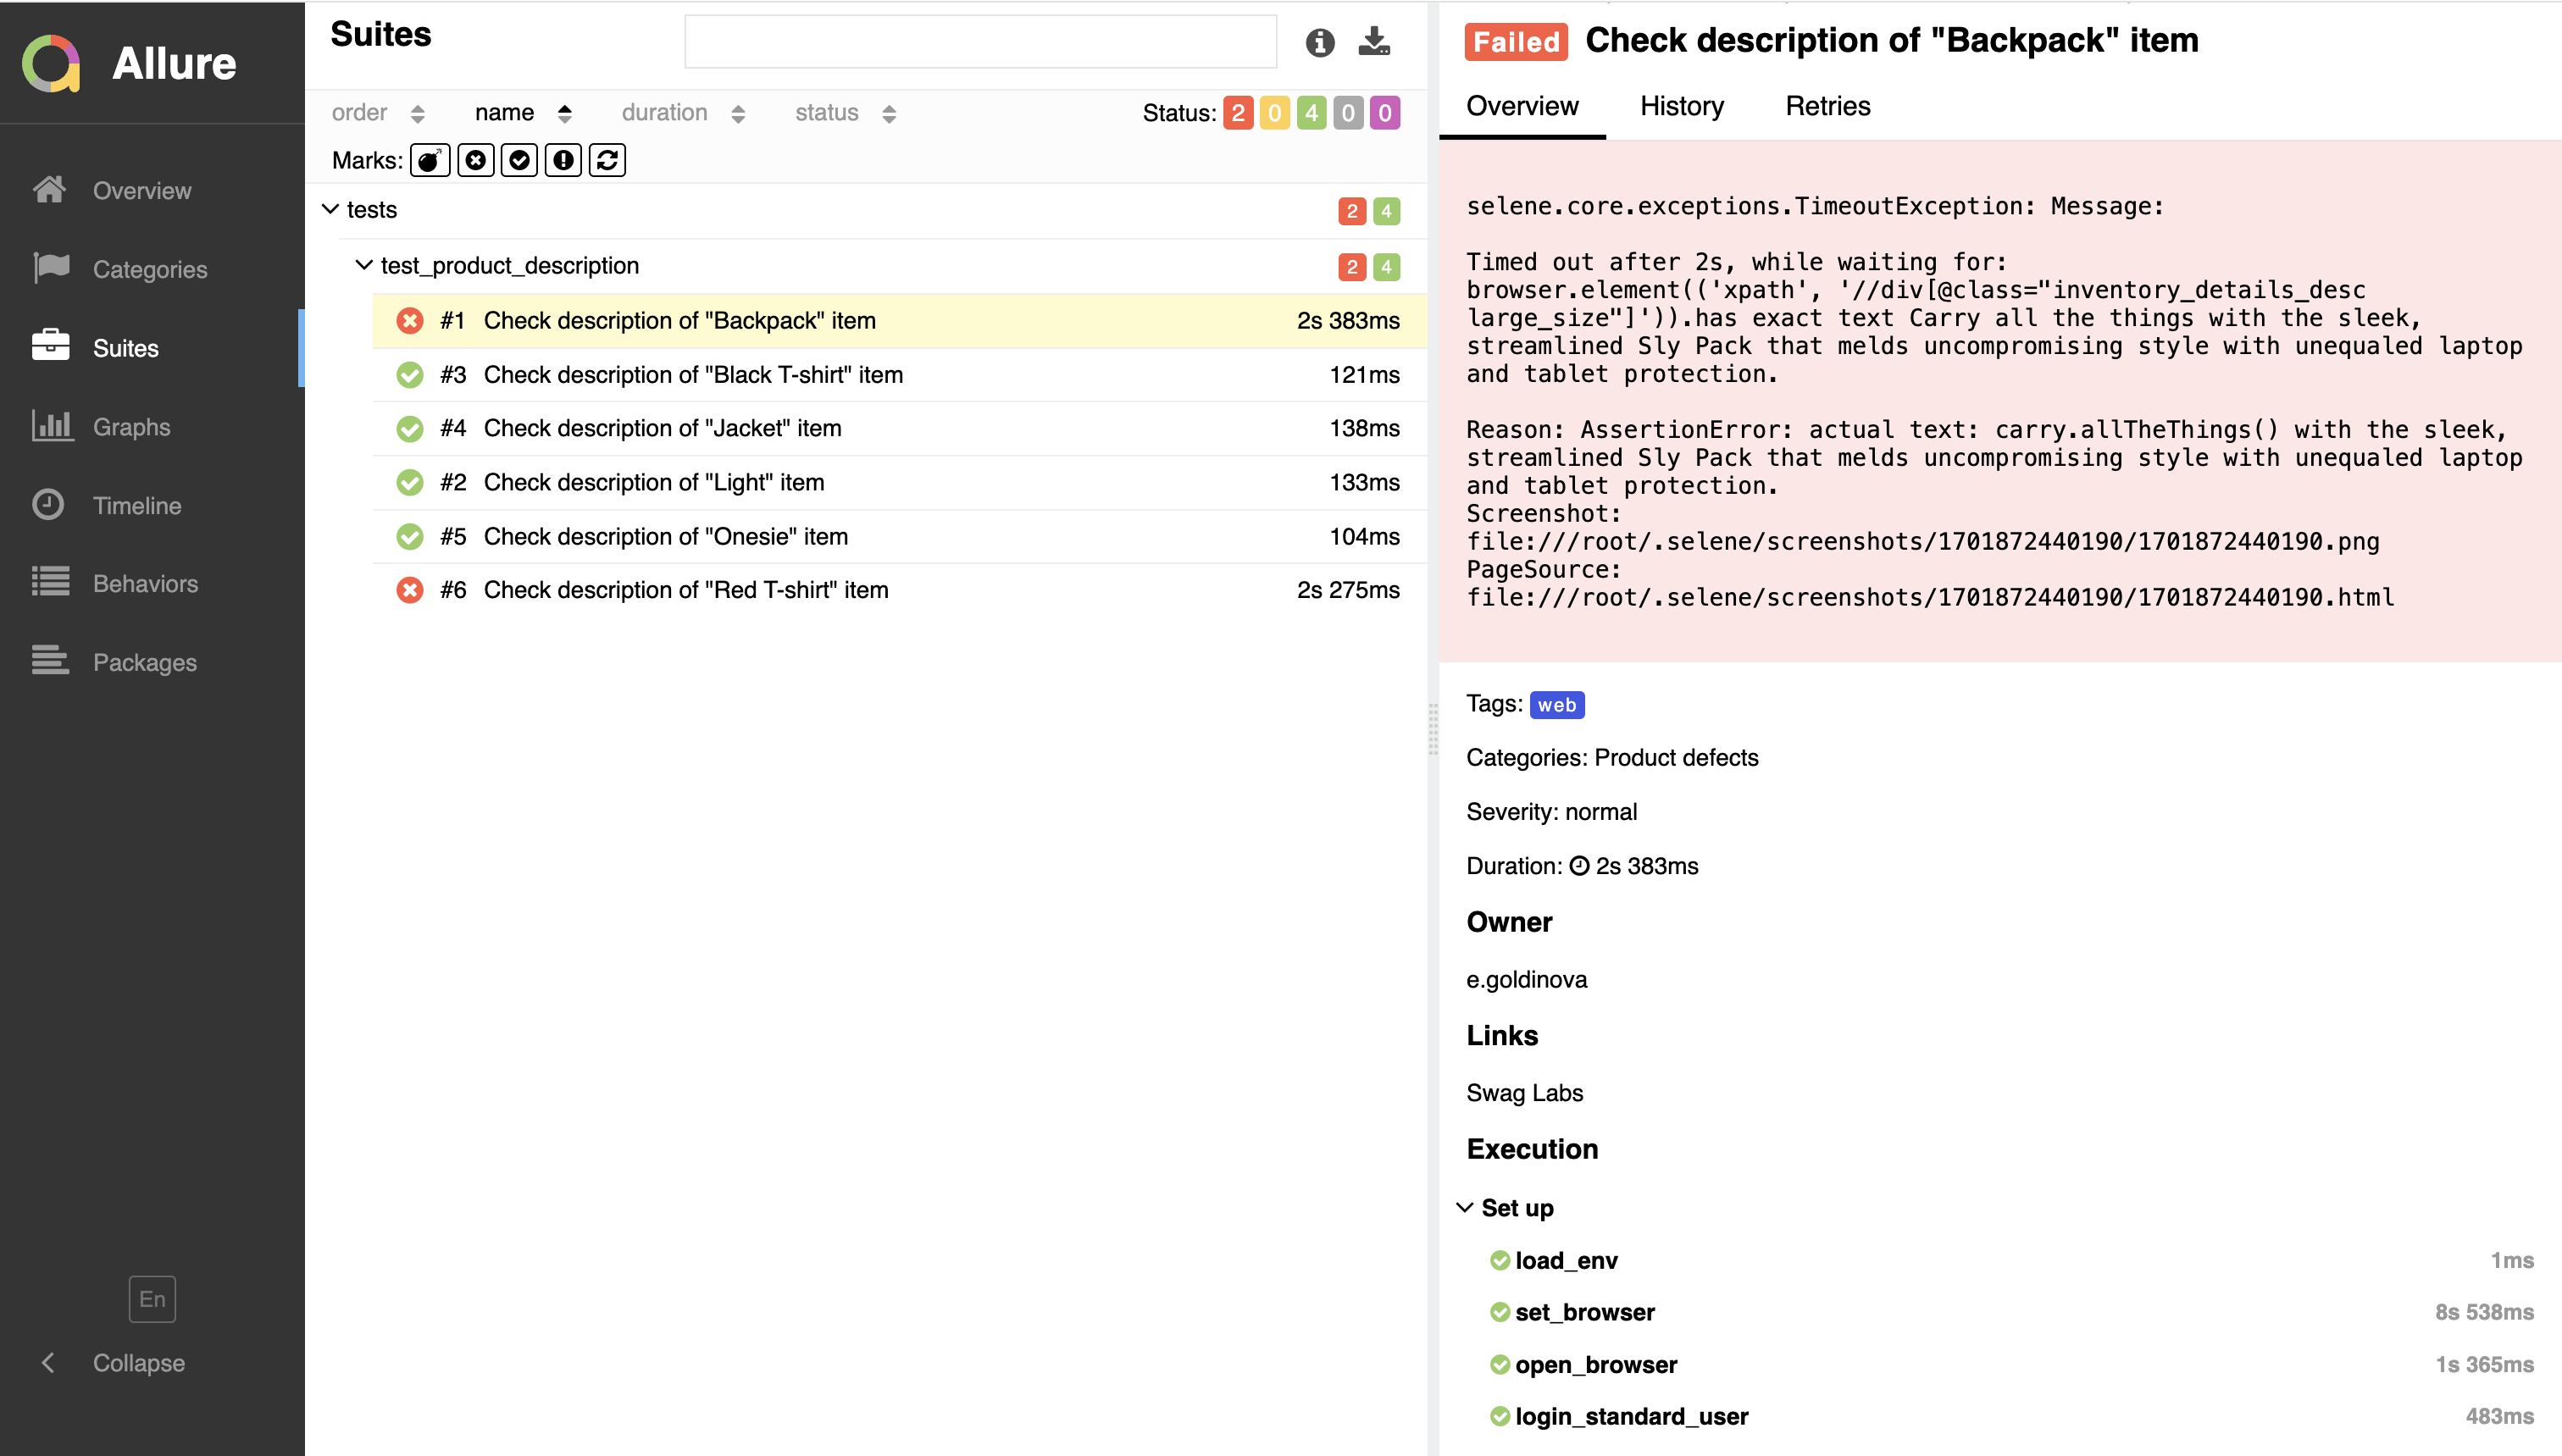 Allure
Overview
Categories
Suites
Graphs
Timeline
Behaviors
Packages
En
Collapse
Suites
order name duration status Status: 2 0 4 0 0
Marks:
tests 2 4
test_product_description 2 4
#1 Check description of "Backpack" item 2s 383ms
#3 Check description of "Black T-shirt" item 121ms
#4 Check description of "Jacket" item 138ms
#2 Check description of "Light" item 133ms
#5 Check description of "Onesie" item 104ms
#6 Check description of "Red T-shirt" item 2s 275ms
Failed Check description of "Backpack" item
Overview History Retries
selene.core.exceptions.TimeoutException: Message:
Timed out after 2s, while waiting for:
browser.element(('xpath', '//div[@class="inventory_details_desc
large_size"]')).has exact text Carry all the things with the sleek,
streamlined Sly Pack that melds uncompromising style with unequaled laptop
and tablet protection.
Reason: AssertionError: actual text: carry.allTheThings() with the sleek,
streamlined Sly Pack that melds uncompromising style with unequaled laptop
and tablet protection.
Screenshot:
file:///root/.selene/screenshots/1701872440190/1701872440190.png
PageSource:
file:///root/.selene/screenshots/1701872440190/1701872440190.html
Tags: web
Categories: Product defects
Severity: normal
Duration: 2s 383ms
Owner
e.goldinova
Links
Swag Labs
Execution
Set up
load_env 1ms
set_browser 8s 538ms
open_browser 1s 365ms
login_standard_user 483ms